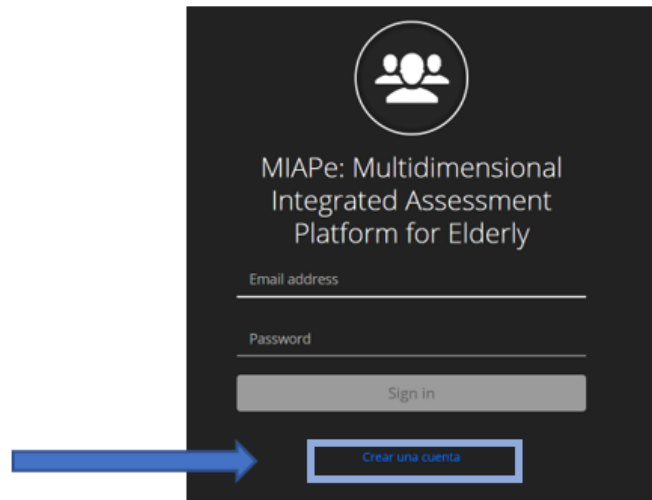 MIAPe: Multidimensional
Integrated Assessment
Platform for Elderly
Email address
Password
Sign in
Crear una cuenta